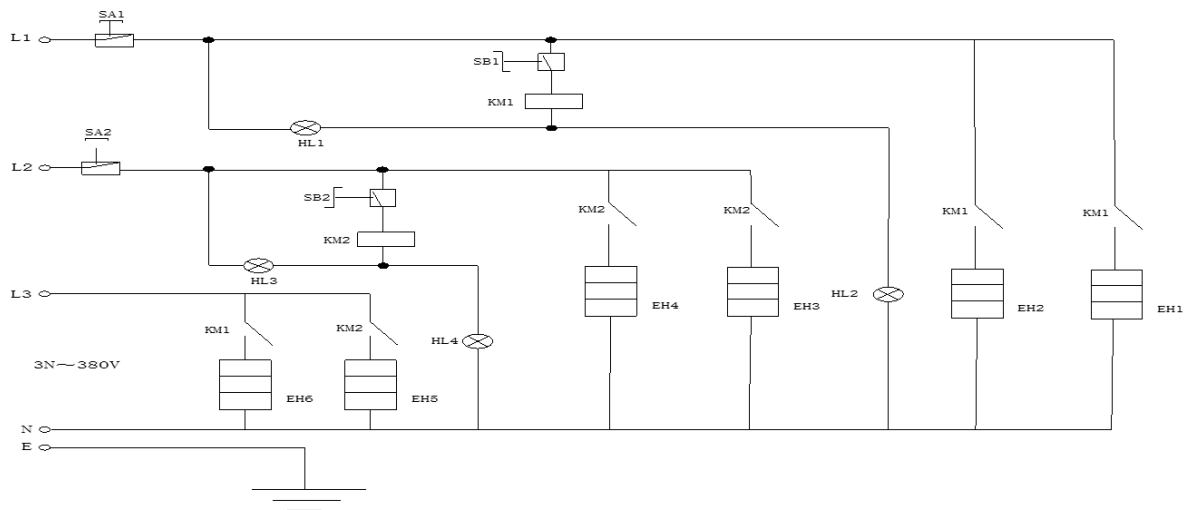 SA1
L1
SB1
KM1
HL1
SA2
L2
SB2
KM2
KM2
KM2
KM1
KM1
HL3
L3
EH4
EH3
HL2
EH2
EH1
KM1
KM2
HL4
3N～380V
EH6
EH5
N
E